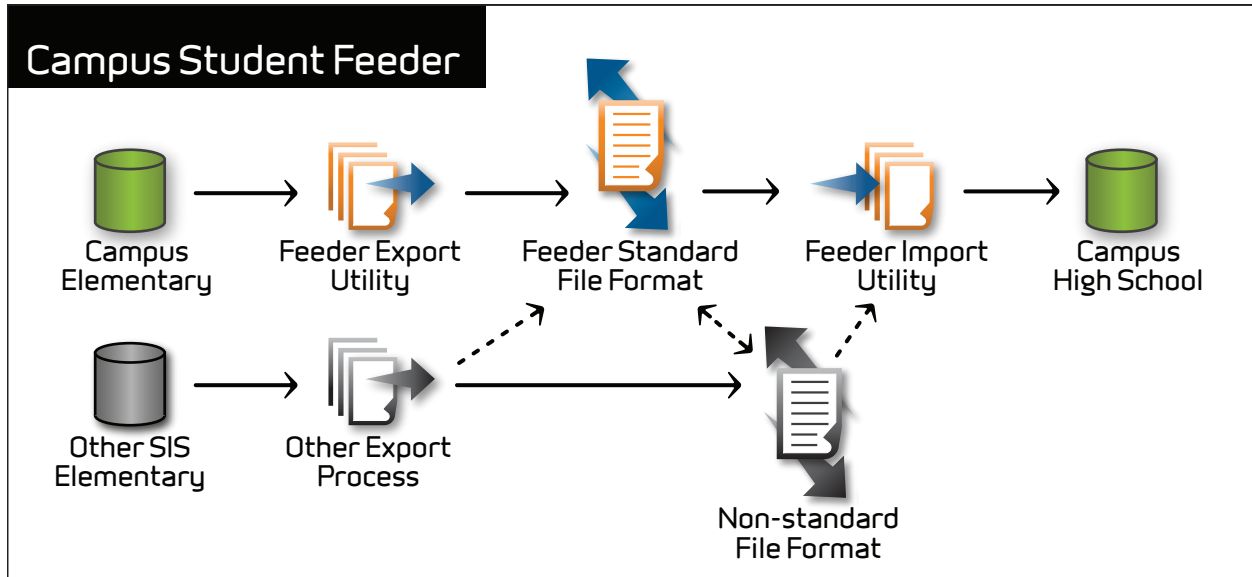 Campus Student Feeder
Campus
Elementary
Feeder Export
Utility
Feeder Standard
File Format
Feeder Import
Utility
Campus
High School
Other SIS
Elementary
Other Export
Process
Non-standard
File Format